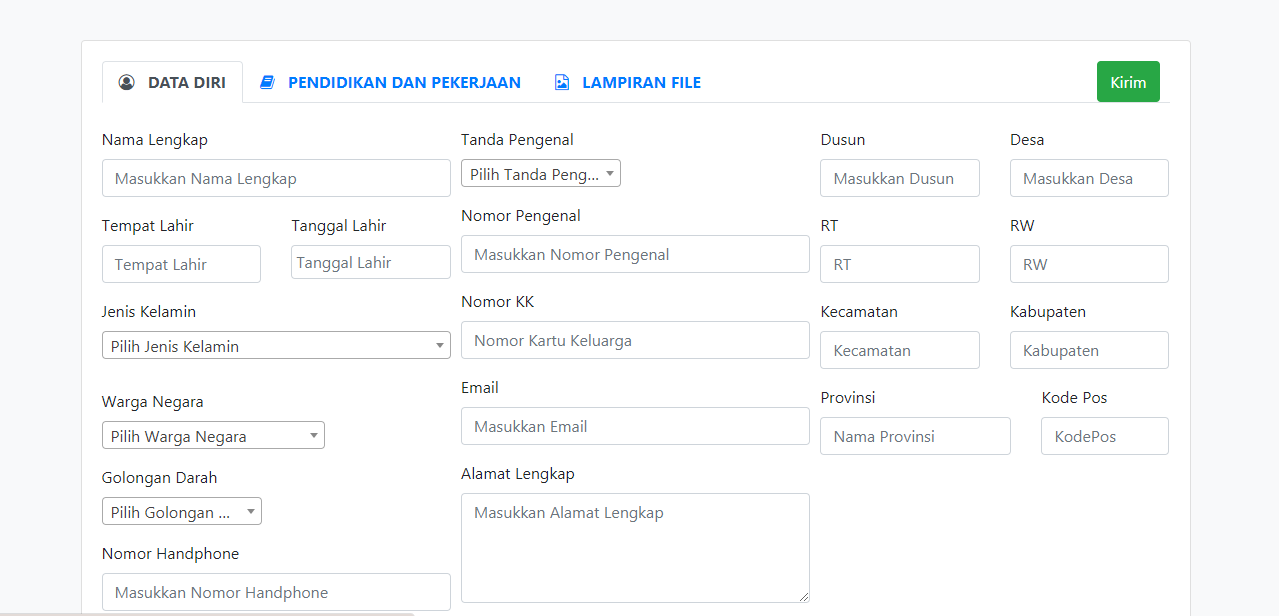 DATA DIRI
PENDIDIKAN DAN PEKERJAAN
LAMPIRAN FILE
Kirim
Nama Lengkap
Masukkan Nama Lengkap
Tempat Lahir
Tanggal Lahir
Tempat Lahir
Tanggal Lahir
Jenis Kelamin
Pilih Jenis Kelamin
Warga Negara
Pilih Warga Negara
Golongan Darah
Pilih Golongan ...
Nomor Handphone
Masukkan Nomor Handphone
Tanda Pengenal
Pilih Tanda Peng...
Nomor Pengenal
Masukkan Nomor Pengenal
Nomor KK
Nomor Kartu Keluarga
Email
Masukkan Email
Alamat Lengkap
Masukkan Alamat Lengkap
Dusun
Desa
Masukkan Dusun
Masukkan Desa
RT
RW
RT
RW
Kecamatan
Kabupaten
Kecamatan
Kabupaten
Provinsi
Kode Pos
Nama Provinsi
KodePos